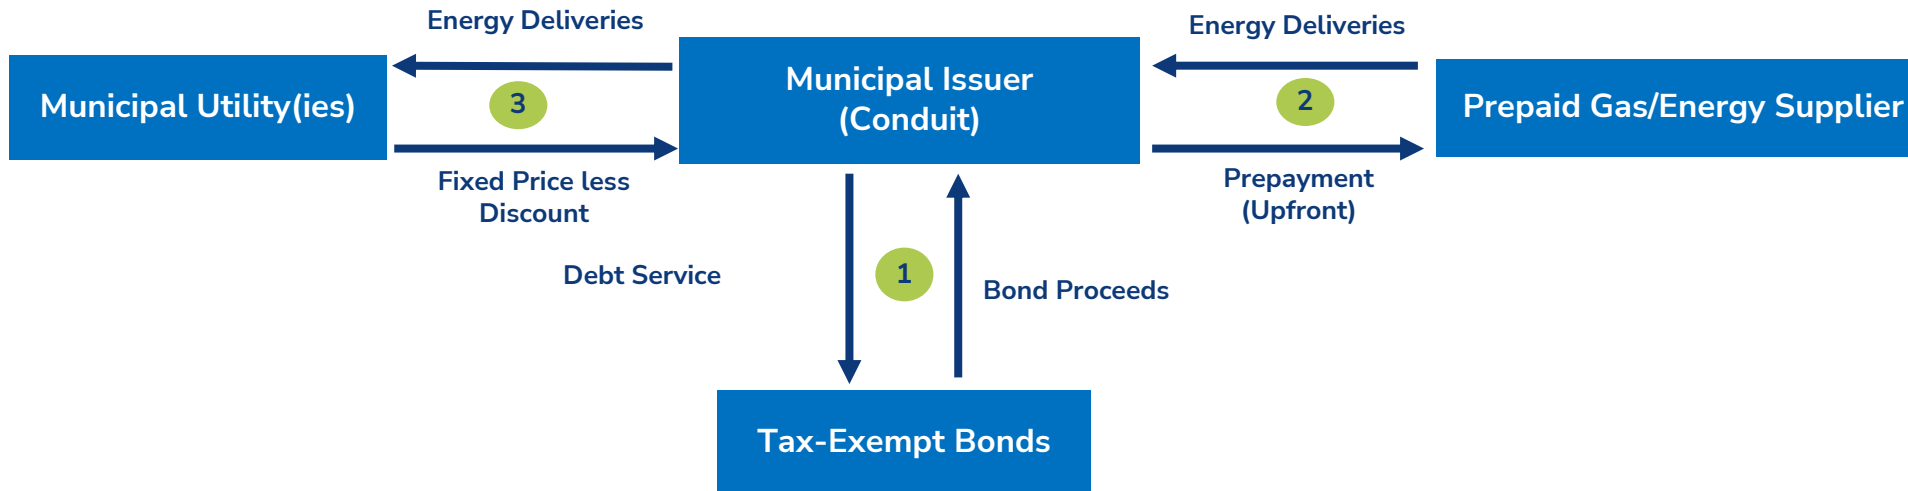 Energy Deliveries
Energy Deliveries
Municipal Utility(ies)
3
Municipal Issuer
(Conduit)
2
Prepaid Gas/Energy Supplier
Fixed Price less
Discount
Prepayment
(Upfront)
Debt Service
1
Bond Proceeds
Tax-Exempt Bonds